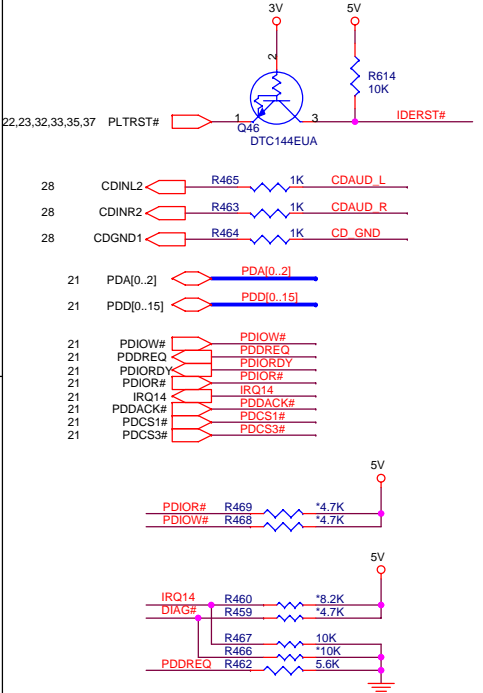 3V 5V
2
R614
10K
22,23,32,33,35,37 PLTRST# 1 3 IDERST#
Q46
DTC144EUA
28 CDINL2 R465 1K CDAUD_L
28 CDINR2 R463 1K CDAUD_R
28 CDGND1 R464 1K CD_GND
21 PDA[0..2] PDA[0..2]
21 PDD[0..15] PDD[0..15]
21 PDIOW# PDIOW#
21 PDDREQ PDDREQ
21 PDIORDY PDIORDY
21 PDIOR# PDIOR#
21 IRQ14 IRQ14
21 PDDACK# PDDACK#
21 PDCS1# PDCS1#
21 PDCS3# PDCS3#
5V
PDIOR# R469 *4.7K
PDIOW# R468 *4.7K
5V
IRQ14 R460 *8.2K
DIAG# R459 *4.7K
R467 10K
R466 *10K
PDDREQ R462 5.6K